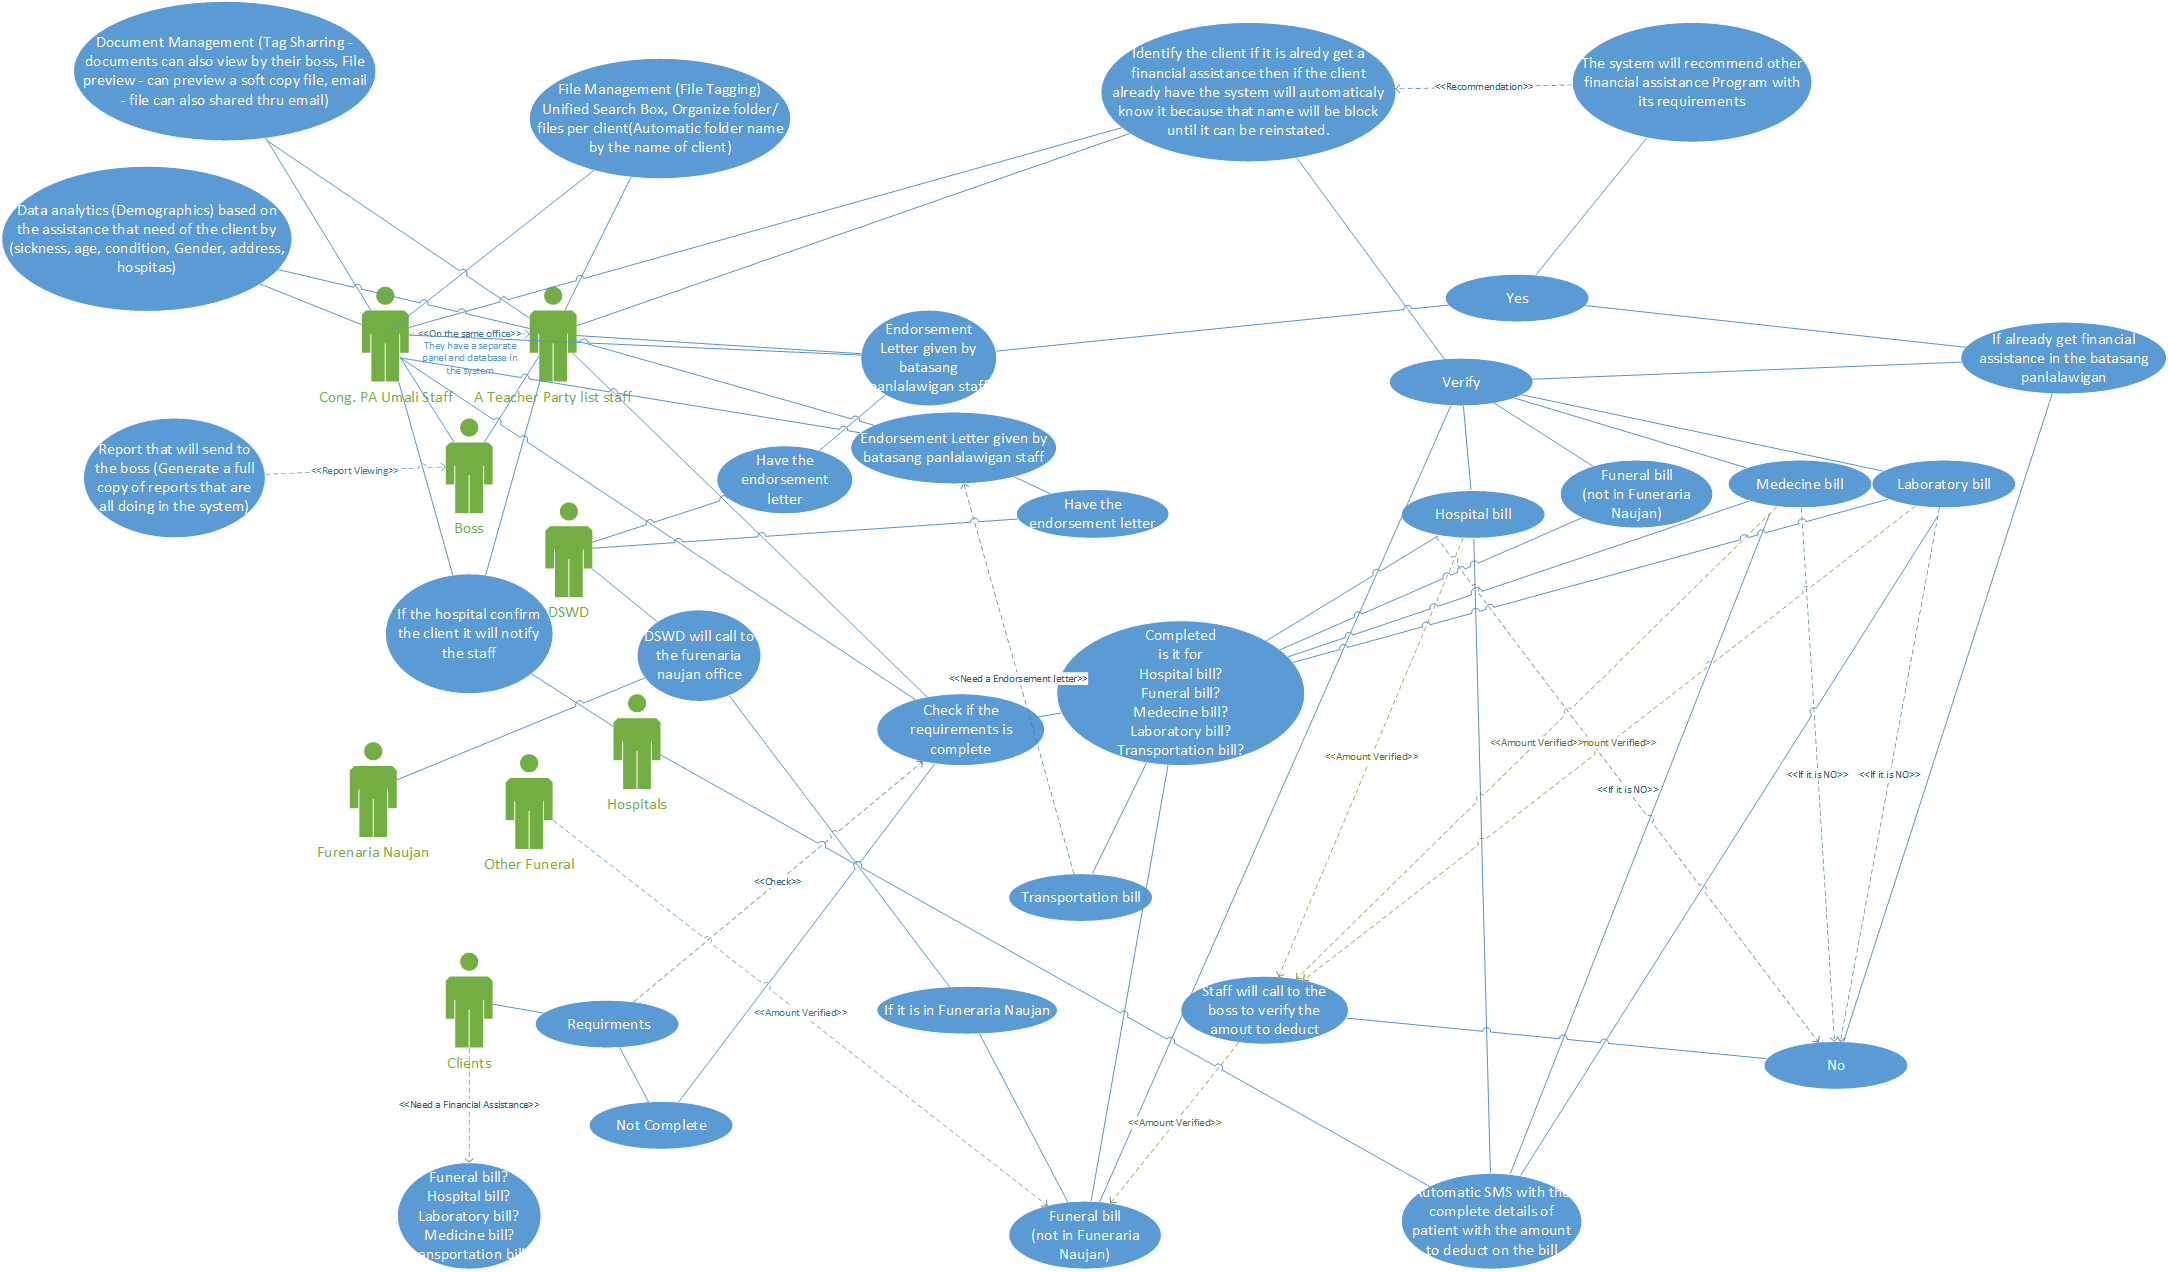 Document Management (Tag Sharring -
documents can also view by their boss, File
preview - can preview a soft copy file, email
- file can also shared thru email)
File Management (File Tagging)
Unified Search Box, Organize folder/
files per client(Automatic folder name
by the name of client)
Identify the client if it is alredy get a
financial assistance then if the client
already have the system will automaticaly
know it because that name will be block
until it can be reinstated.
<<Recommendation>>
The system will recommend other
financial assistance Program with
its requirements
Data analytics (Demographics) based on
the assistance that need of the client by
(sickness, age, condition, Gender, address,
hospitas)
Yes
<<On the same office>>
They have a separate
panel and database in
the system
Cong. PA Umali Staff
A Teacher Party list staff
Endorsement
Letter given by
batasang
panlalawigan staff
If already get financial
assistance in the batasang
panlalawigan
Verify
Report that will send to
the boss (Generate a full
copy of reports that are
all doing in the system)
<<Report Viewing>>
Boss
Endorsement Letter given by
batasang panlalawigan staff
Have the
endorsement
letter
Have the
endorsement letter
Hospital bill
Funeral bill
(not in Funeraria
Naujan)
Medecine bill
Laboratory bill
DSWD
If the hospital confirm
the client it will notify
the staff
DSWD will call to
the furenaria
naujan office
<<Need a Endorsement letter>>
Completed
is it for
Hospital bill?
Funeral bill?
Medecine bill?
Laboratory bill?
Transportation bill?
Check if the
requirements is
complete
Furenaria Naujan
Other Funeral
Hospitals
<<Amount Verified>>
<<Amount Verified>>
mount Verified>>
<<If it is NO>>
<<If it is NO>>
<<If it is NO>>
<<Check>>
Transportation bill
Clients
Requirments
<<Amount Verified>>
If it is in Funeraria Naujan
Staff will call to the
boss to verify the
amout to deduct
No
<<Need a Financial Assistance>>
Not Complete
<<Amount Verified>>
Funeral bill?
Hospital bill?
Laboratory bill?
Medicine bill?
ansportation bil
Funeral bill
(not in Funeraria
Naujan)
utomatic SMS with the
complete details of
patient with the amount
to deduct on the bill